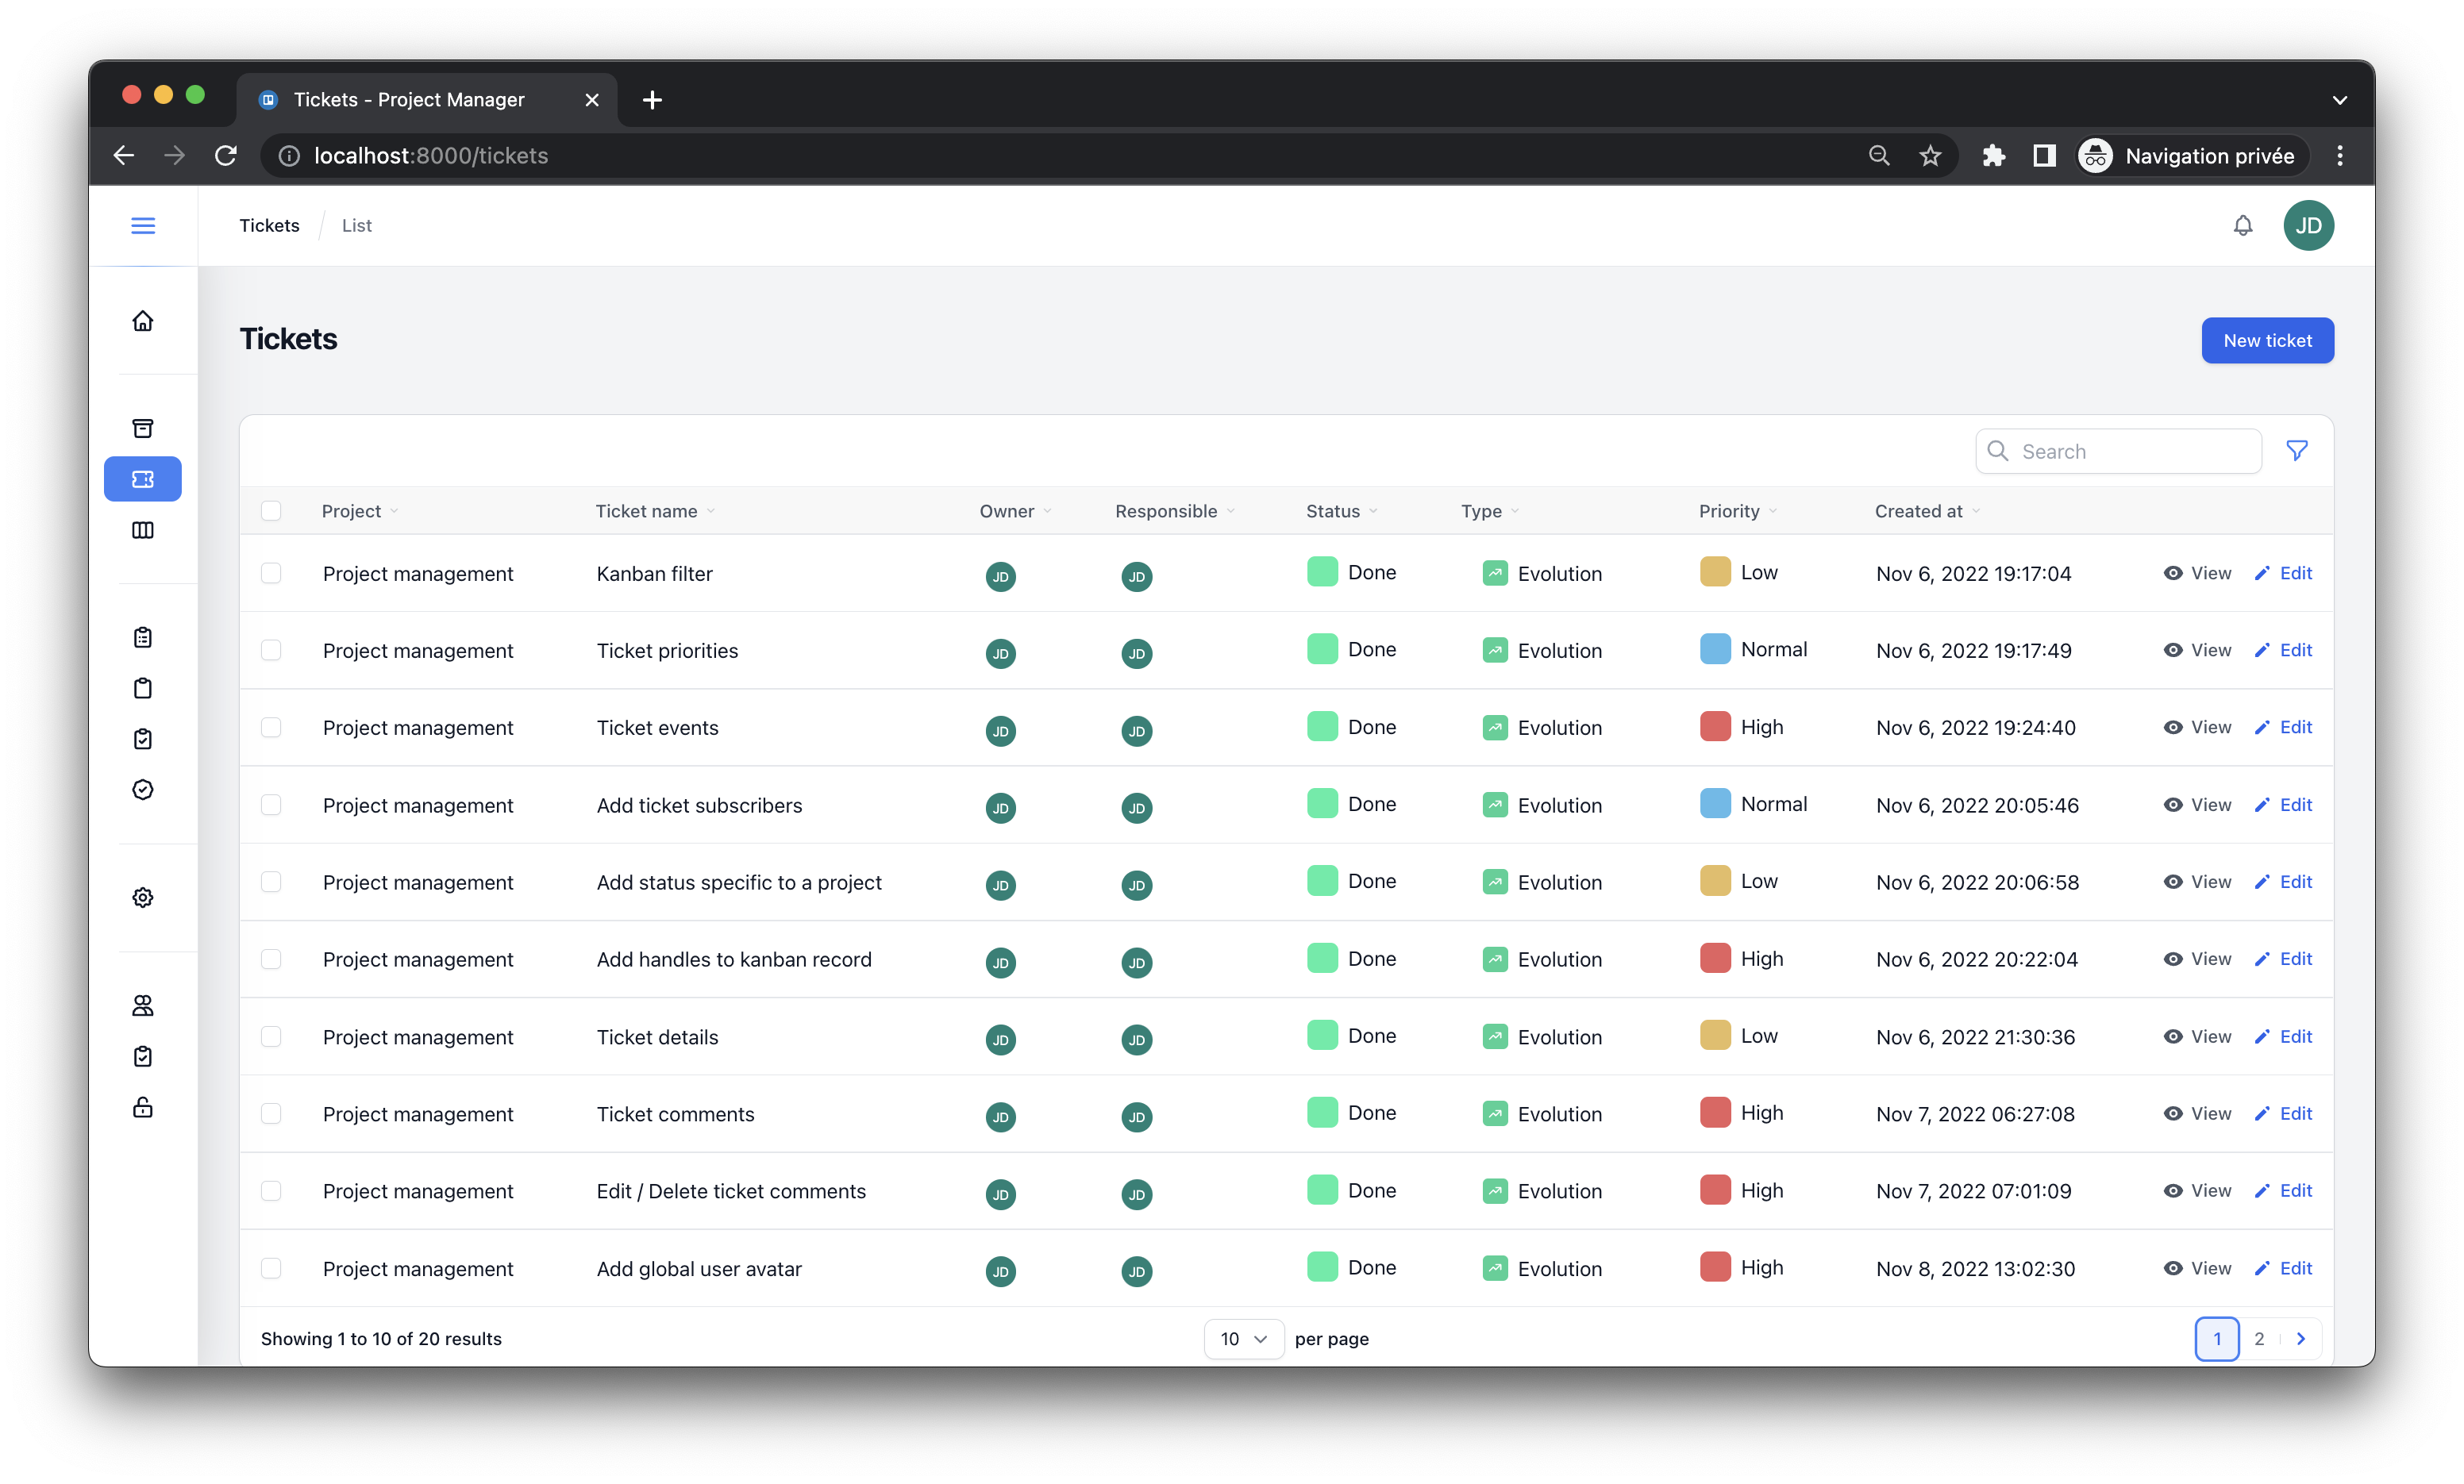 Tickets - Project Manager
localhost:8000/tickets
Navigation privée
Tickets / List
JD
Tickets
New ticket
Search
Project Ticket name Owner Responsible Status Type Priority Created at
Project management Kanban filter JD JD Done Evolution Low Nov 6, 2022 19:17:04 View Edit
Project management Ticket priorities JD JD Done Evolution Normal Nov 6, 2022 19:17:49 View Edit
Project management Ticket events JD JD Done Evolution High Nov 6, 2022 19:24:40 View Edit
Project management Add ticket subscribers JD JD Done Evolution Normal Nov 6, 2022 20:05:46 View Edit
Project management Add status specific to a project JD JD Done Evolution Low Nov 6, 2022 20:06:58 View Edit
Project management Add handles to kanban record JD JD Done Evolution High Nov 6, 2022 20:22:04 View Edit
Project management Ticket details JD JD Done Evolution Low Nov 6, 2022 21:30:36 View Edit
Project management Ticket comments JD JD Done Evolution High Nov 7, 2022 06:27:08 View Edit
Project management Edit / Delete ticket comments JD JD Done Evolution High Nov 7, 2022 07:01:09 View Edit
Project management Add global user avatar JD JD Done Evolution High Nov 8, 2022 13:02:30 View Edit
Showing 1 to 10 of 20 results 10 per page 1 2